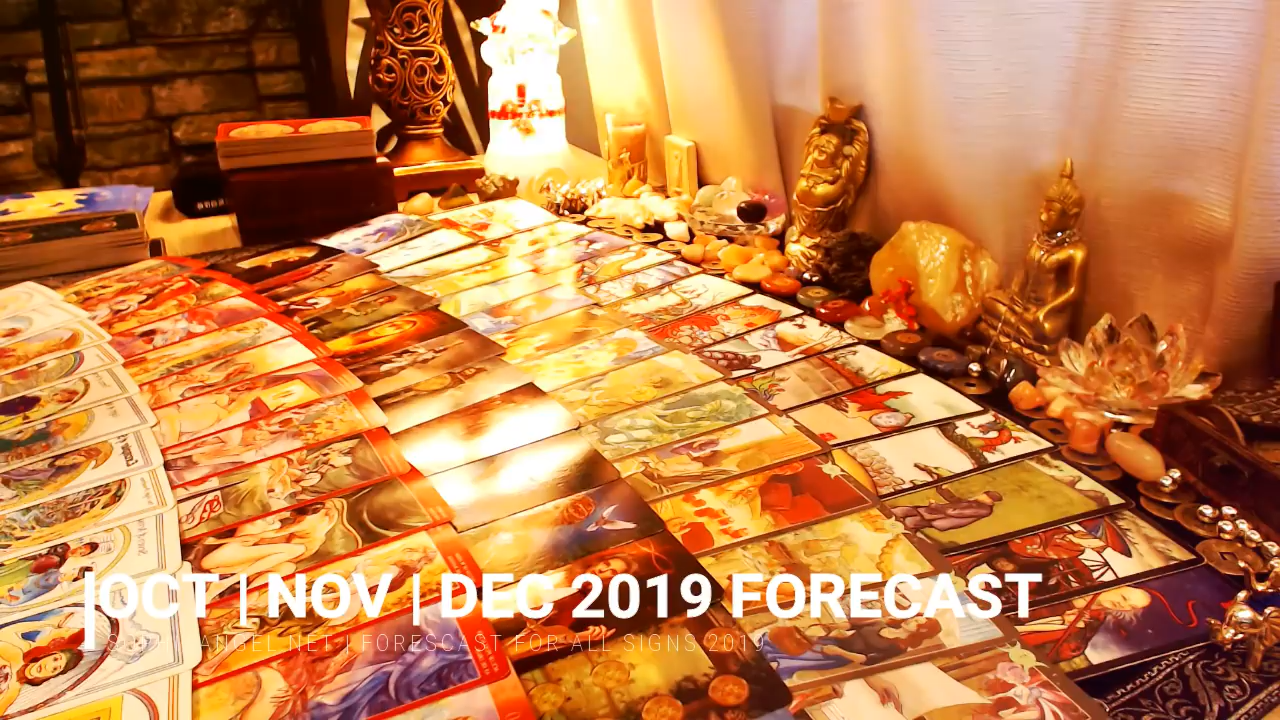 |OCT | NOV | DEC 2019 FORECAST
ANGEL.NET | FORESCAST FOR ALL SIGNS 2019